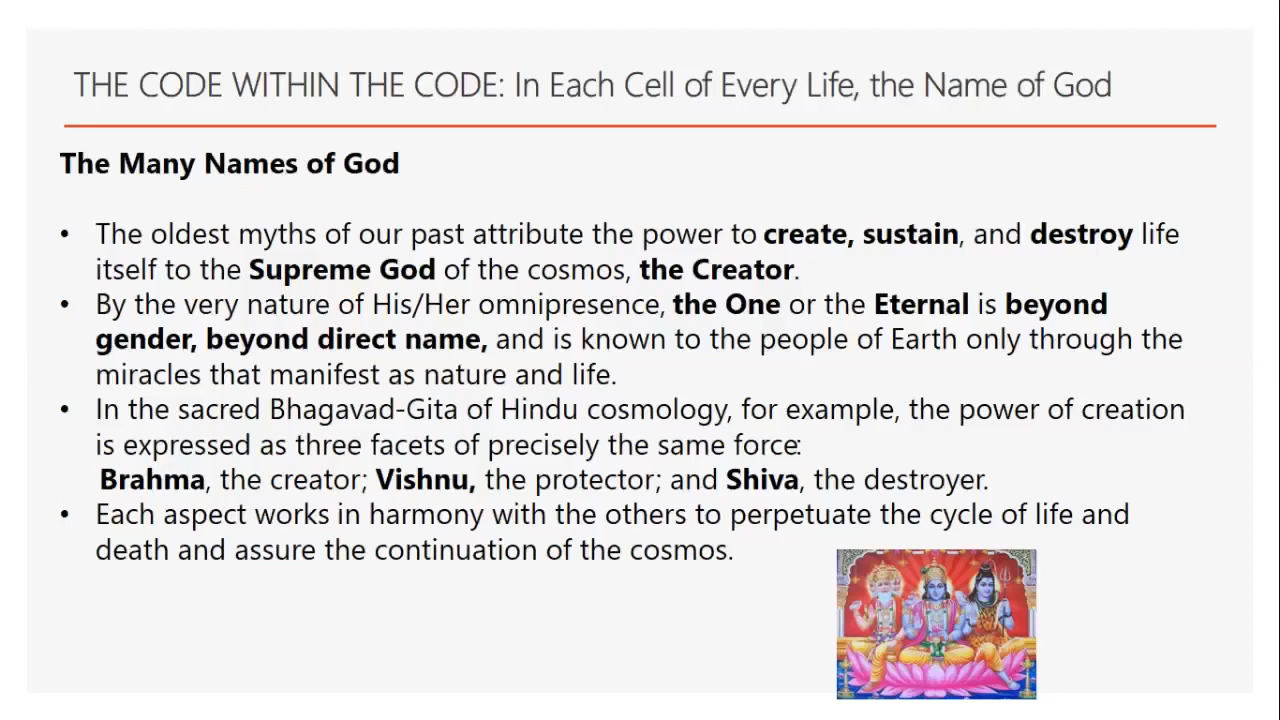 THE CODE WITHIN THE CODE: In Each Cell of Every Life, the Name of God
The Many Names of God
• The oldest myths of our past attribute the power to create, sustain, and destroy life
itself to the Supreme God of the cosmos, the Creator.
• By the very nature of His/Her omnipresence, the One or the Eternal is beyond
gender, beyond direct name, and is known to the people of Earth only through the
miracles that manifest as nature and life.
• In the sacred Bhagavad-Gita of Hindu cosmology, for example, the power of creation
is expressed as three facets of precisely the same force:
Brahma, the creator; Vishnu, the protector; and Shiva, the destroyer.
• Each aspect works in harmony with the others to perpetuate the cycle of life and
death and assure the continuation of the cosmos.